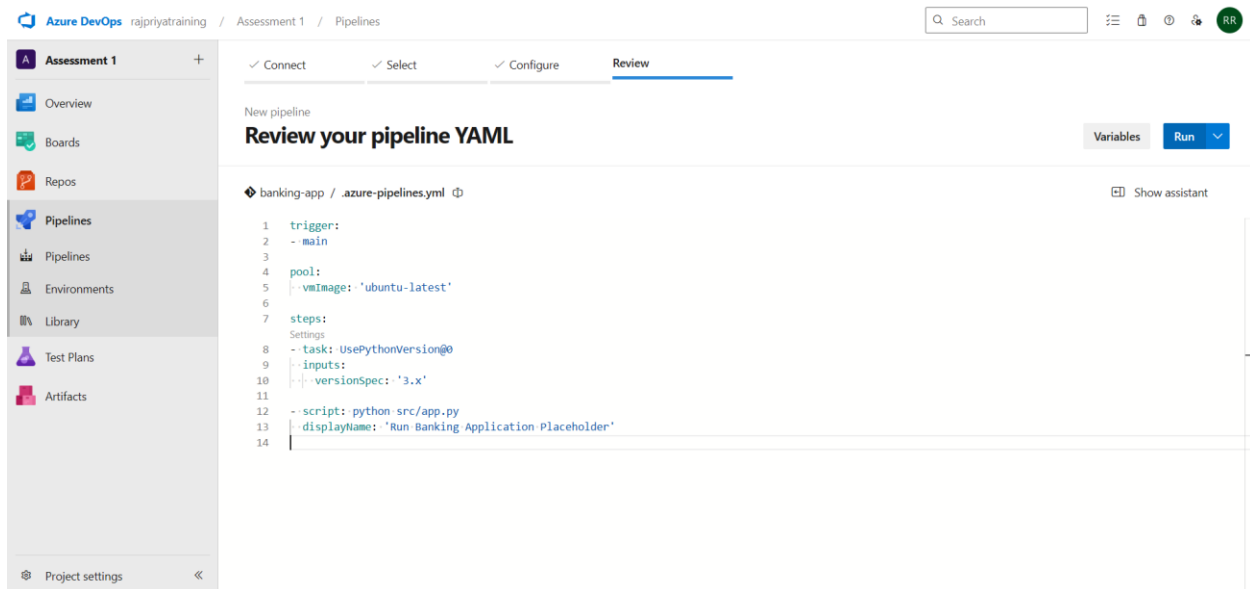 Azure DevOps rajpriyatraining / Assessment 1 / Pipelines
Search
RR
A Assessment 1 +
Overview
Boards
Repos
Pipelines
Pipelines
Environments
Library
Test Plans
Artifacts
Project settings
Connect Select Configure Review
New pipeline
Review your pipeline YAML
Variables Run
banking-app / .azure-pipelines.yml
Show assistant
1 trigger:
2 - main
3
4 pool:
5   vmImage: 'ubuntu-latest'
6
7 steps:
Settings
8 - task: UsePythonVersion@0
9   inputs:
10     versionSpec: '3.x'
11
12 - script: python src/app.py
13   displayName: 'Run Banking Application Placeholder'
14